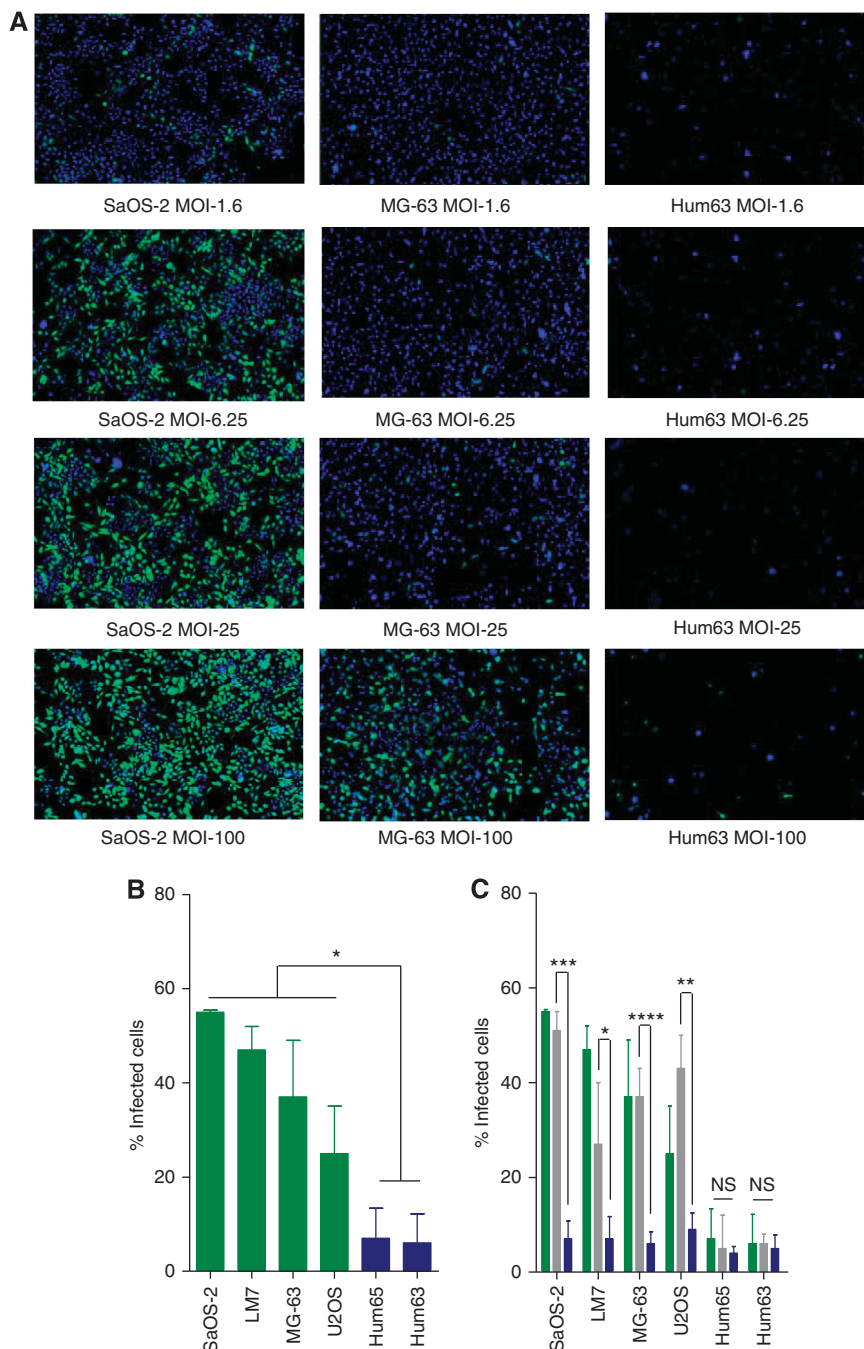 A
SaOS-2 MOI-1.6
MG-63 MOI-1.6
Hum63 MOI-1.6
SaOS-2 MOI-6.25
MG-63 MOI-6.25
Hum63 MOI-6.25
SaOS-2 MOI-25
MG-63 MOI-25
Hum63 MOI-25
SaOS-2 MOI-100
MG-63 MOI-100
Hum63 MOI-100
B
80
60
40
20
0
% Infected cells
*
SaOS-2
LM7
MG-63
U2OS
Hum65
Hum63
C
80
60
40
20
0
% Infected cells
***
*
****
**
NS
NS
SaOS-2
LM7
MG-63
U2OS
Hum65
Hum63